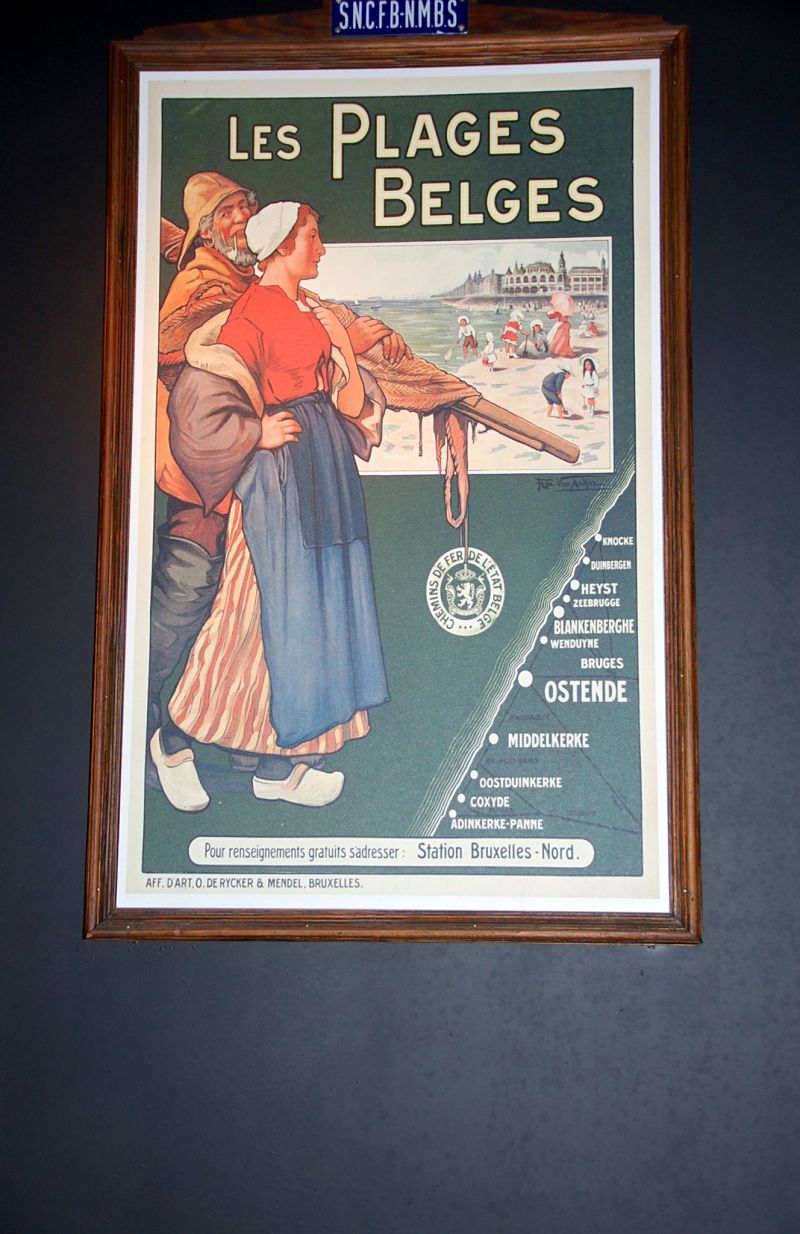 S.N.C.F.B-N.M.B.S.
LES PLAGES
BELGES
CHEMINS DE FER DE L'ÉTAT BELGE
KNOCKE
DUINBERGEN
HEYST
ZEEBRUGGE
BLANKENBERGHE
WENDUYNE
BRUGES
OSTENDE
MIDDELKERKE
OOSTDUINKERKE
COXYDE
ADINKERKE-PANNE
Pour renseignements gratuits s'adresser : Station Bruxelles-Nord.
AFF. D'ART, O. DE RYCKER & MENDEL, BRUXELLES.